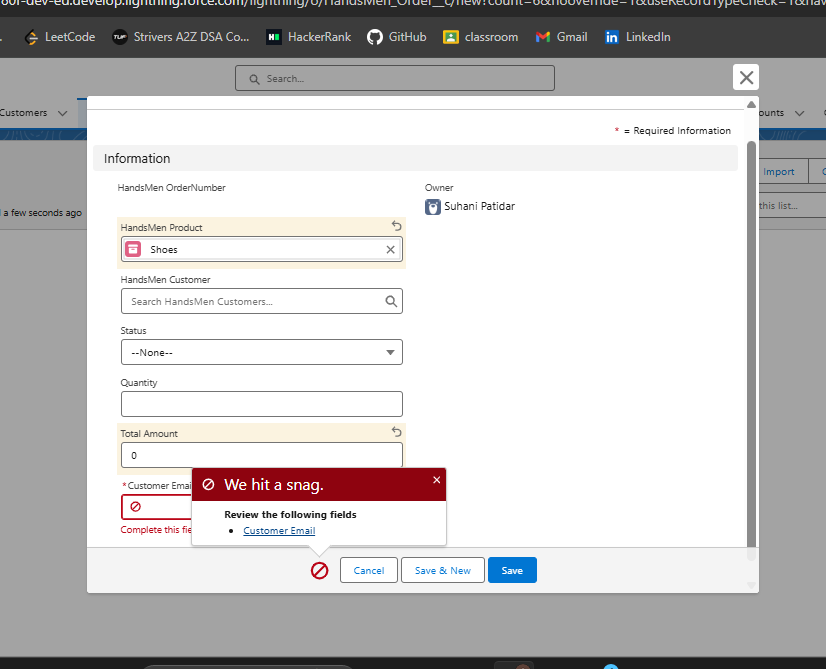 -dev-ed.develop.lightning.force.com/lightning/o/HandsMen_Order__c/new?count=6&nooverride=1&useRecordTypeCheck=1&nav
LeetCode Strivers A2Z DSA Co... HackerRank GitHub classroom Gmail LinkedIn
Search...
Customers
ounts
* = Required Information
Information
Import
HandsMen OrderNumber
Owner
Suhani Patidar
this list...
a few seconds ago
HandsMen Product
Shoes
HandsMen Customer
Search HandsMen Customers...
Status
--None--
Quantity
Total Amount
0
*Customer Emai
We hit a snag.
Review the following fields
• Customer Email
Complete this fie
Cancel Save & New Save